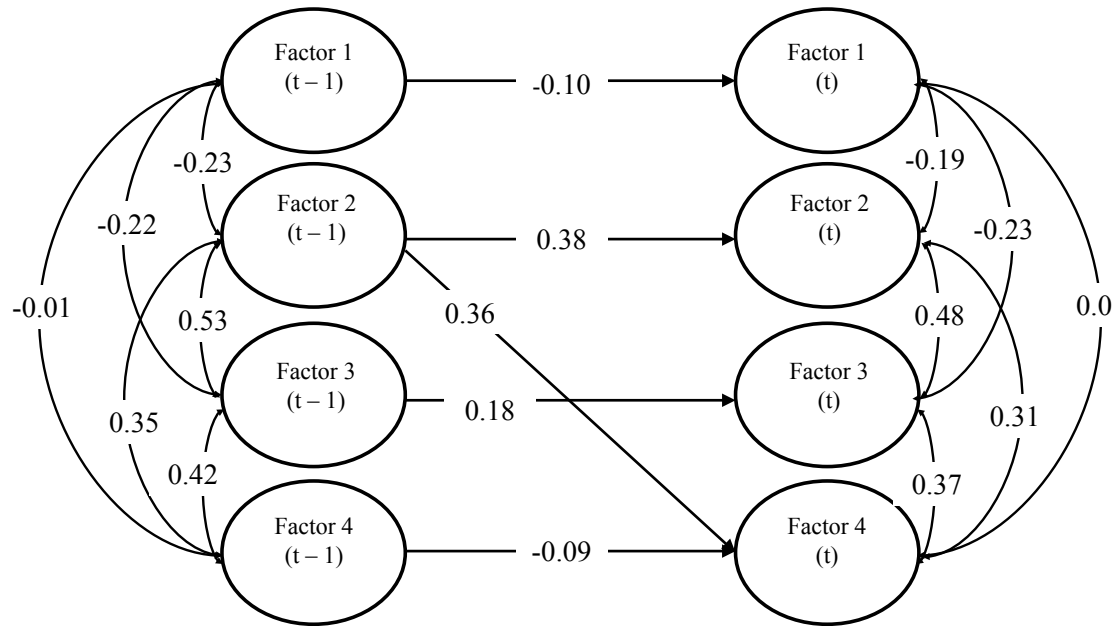 Factor 1
(t – 1)
Factor 1
(t)
-0.10
-0.23
-0.19
Factor 2
(t – 1)
Factor 2
(t)
-0.22
-0.23
0.38
-0.01
0.53
0.36
0.48
0.0
Factor 3
(t – 1)
Factor 3
(t)
0.18
0.35
0.31
0.42
0.37
Factor 4
(t – 1)
Factor 4
(t)
-0.09